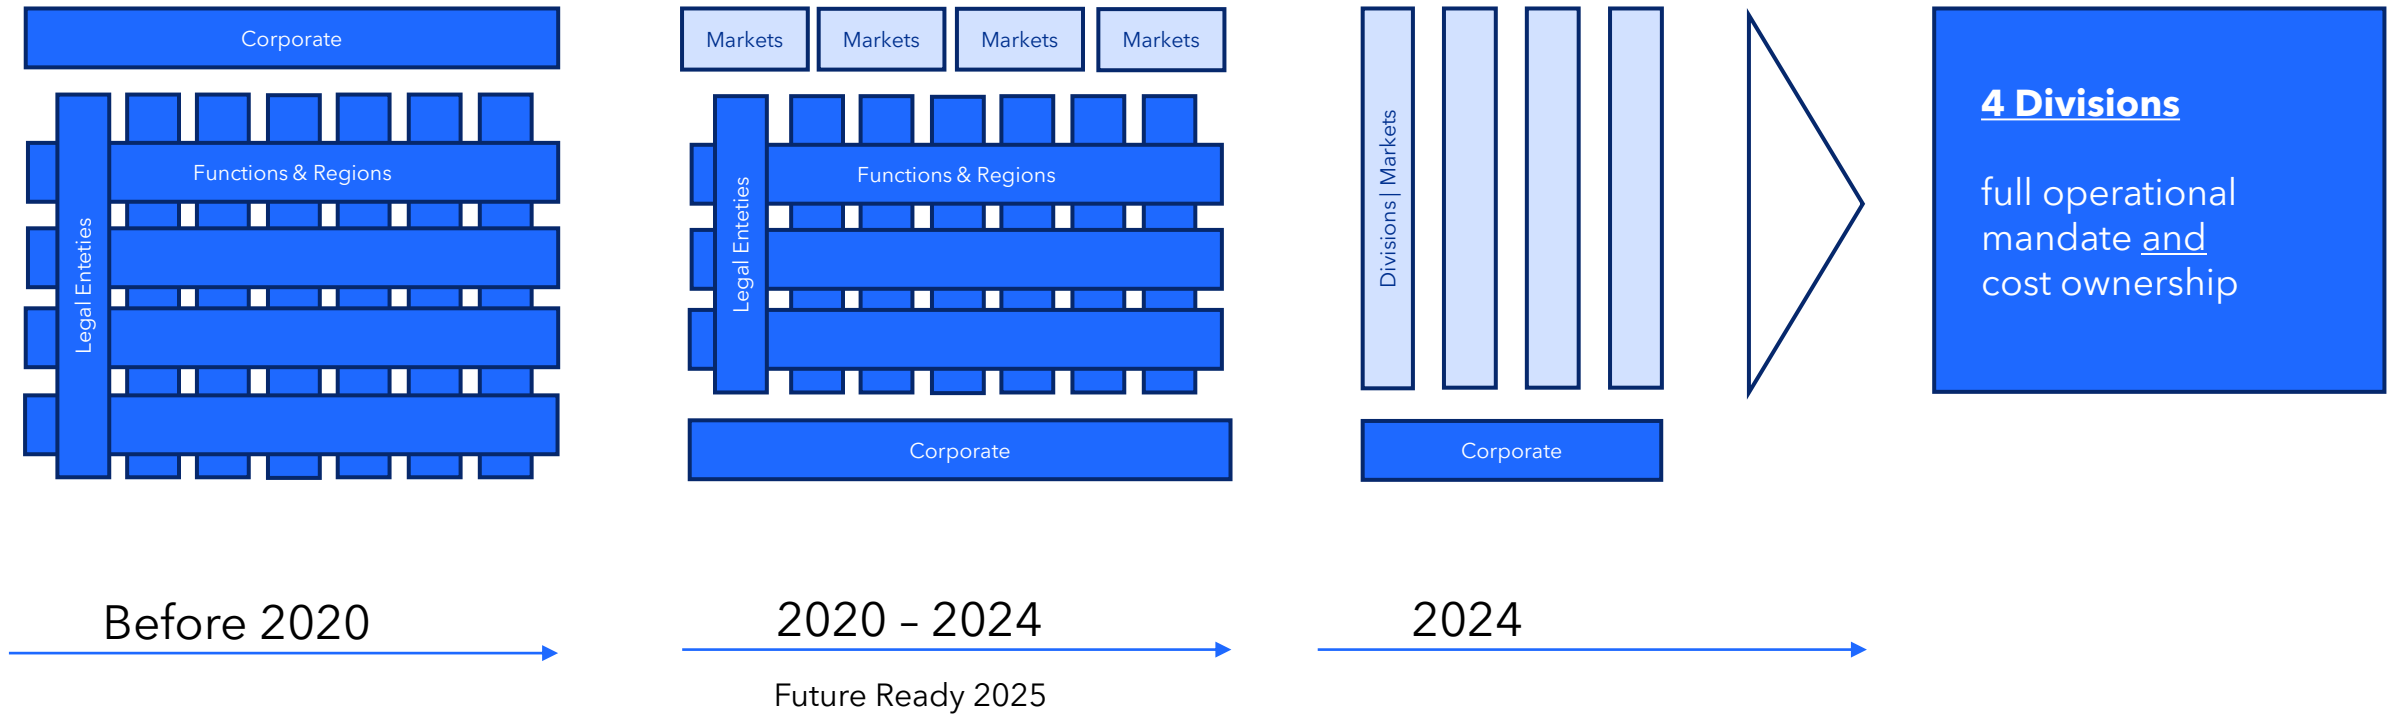 Corporate
Functions & Regions
Legal Enteties
Before 2020
Markets
Markets
Markets
Markets
Functions & Regions
Legal Enteties
Corporate
2020 – 2024
Future Ready 2025
Divisions | Markets
Corporate
2024
4 Divisions
full operational
mandate and
cost ownership